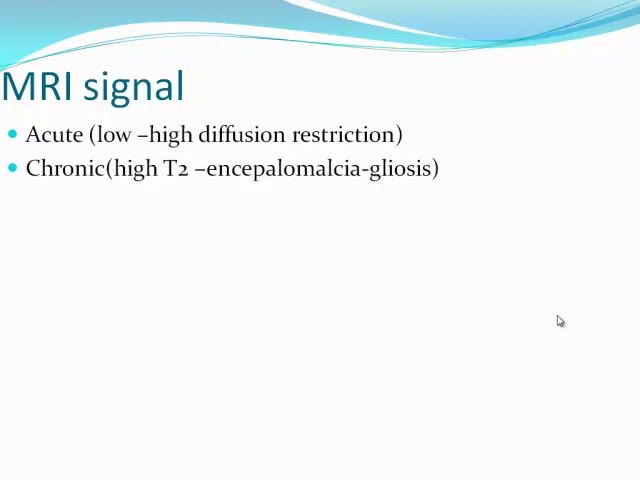 MRI signal
Acute (low –high diffusion restriction)
Chronic(high T2 –encepalomalcia-gliosis)